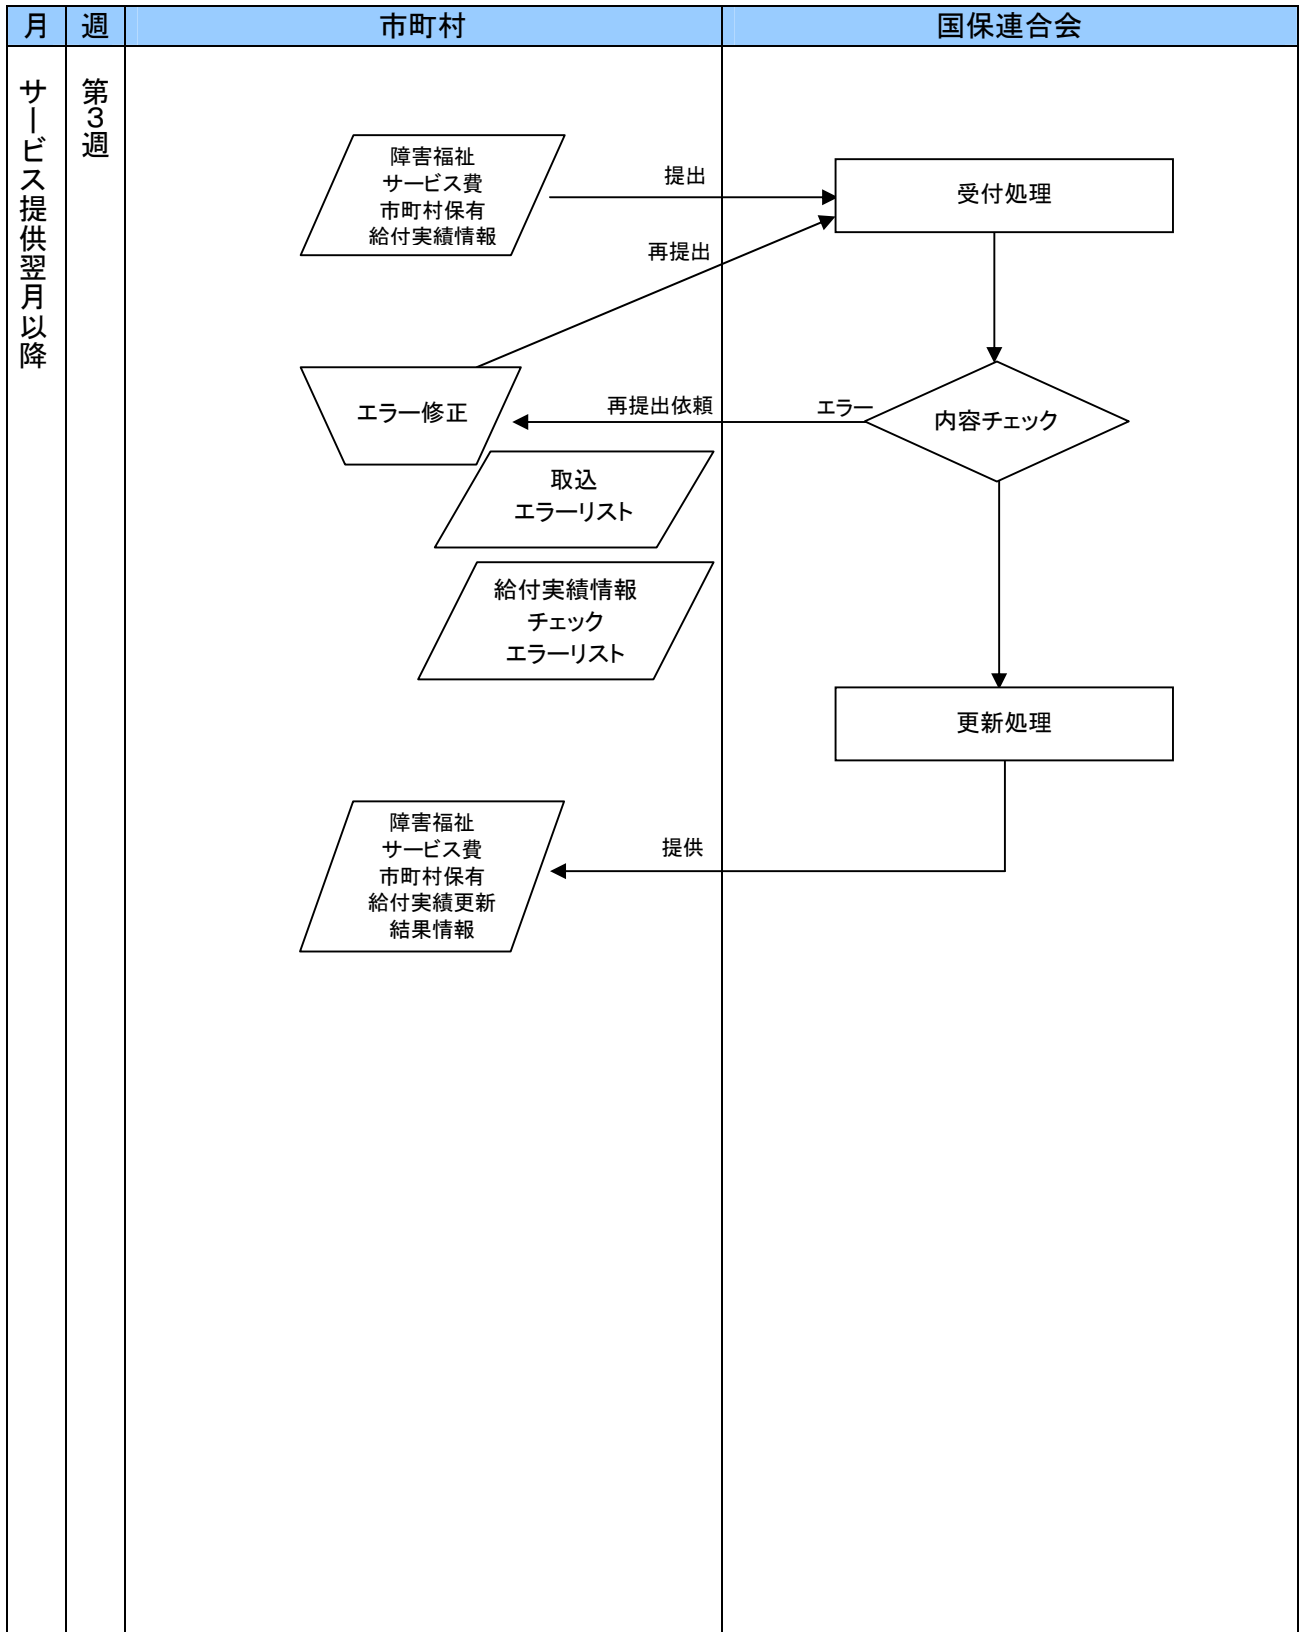 月
週
市町村
国保連合会
サービス提供翌月以降
第３週
障害福祉
サービス費
市町村保有
給付実績情報
提出
受付処理
再提出
エラー修正
再提出依頼
エラー
内容チェック
取込
エラーリスト
給付実績情報
チェック
エラーリスト
更新処理
障害福祉
サービス費
市町村保有
給付実績更新
結果情報
提供